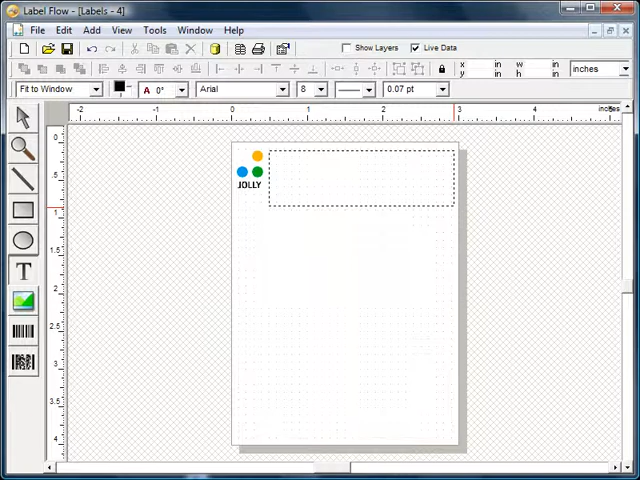 Label Flow - [Labels - 4]
File Edit View Tools Window Help
Show Layers Live Data
x in w in
y in h in
inches
Fit to Window A 0° Arial 8 0.07 pt
-2 -1 0 1 2 3 4 inches
0
0.5
1
1.5
2
2.5
3
3.5
4
JOLLY
T